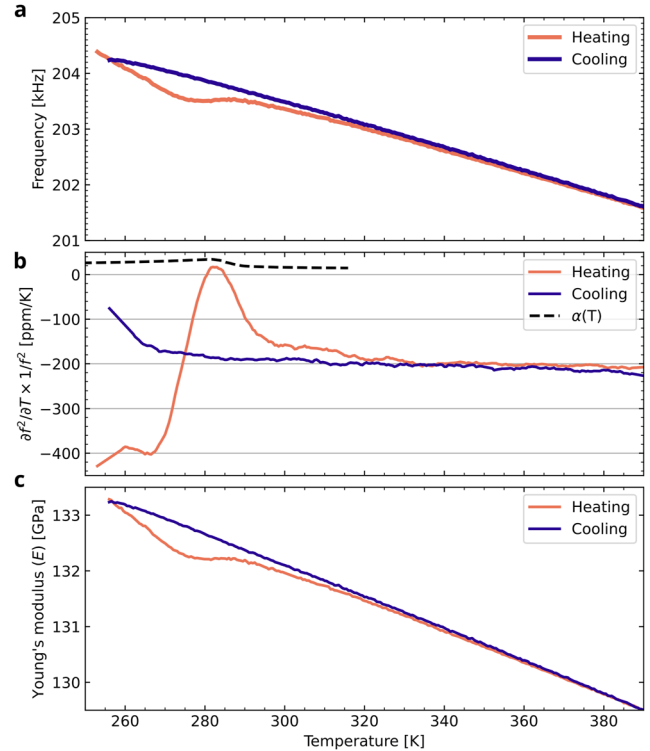 a
205
204
203
202
201
Frequency [kHz]
Heating
Cooling
b
0
−100
−200
−300
−400
∂f²/∂T × 1/f² [ppm/K]
Heating
Cooling
α(T)
c
133
132
131
130
Young's modulus (E) [GPa]
Heating
Cooling
260 280 300 320 340 360 380
Temperature [K]